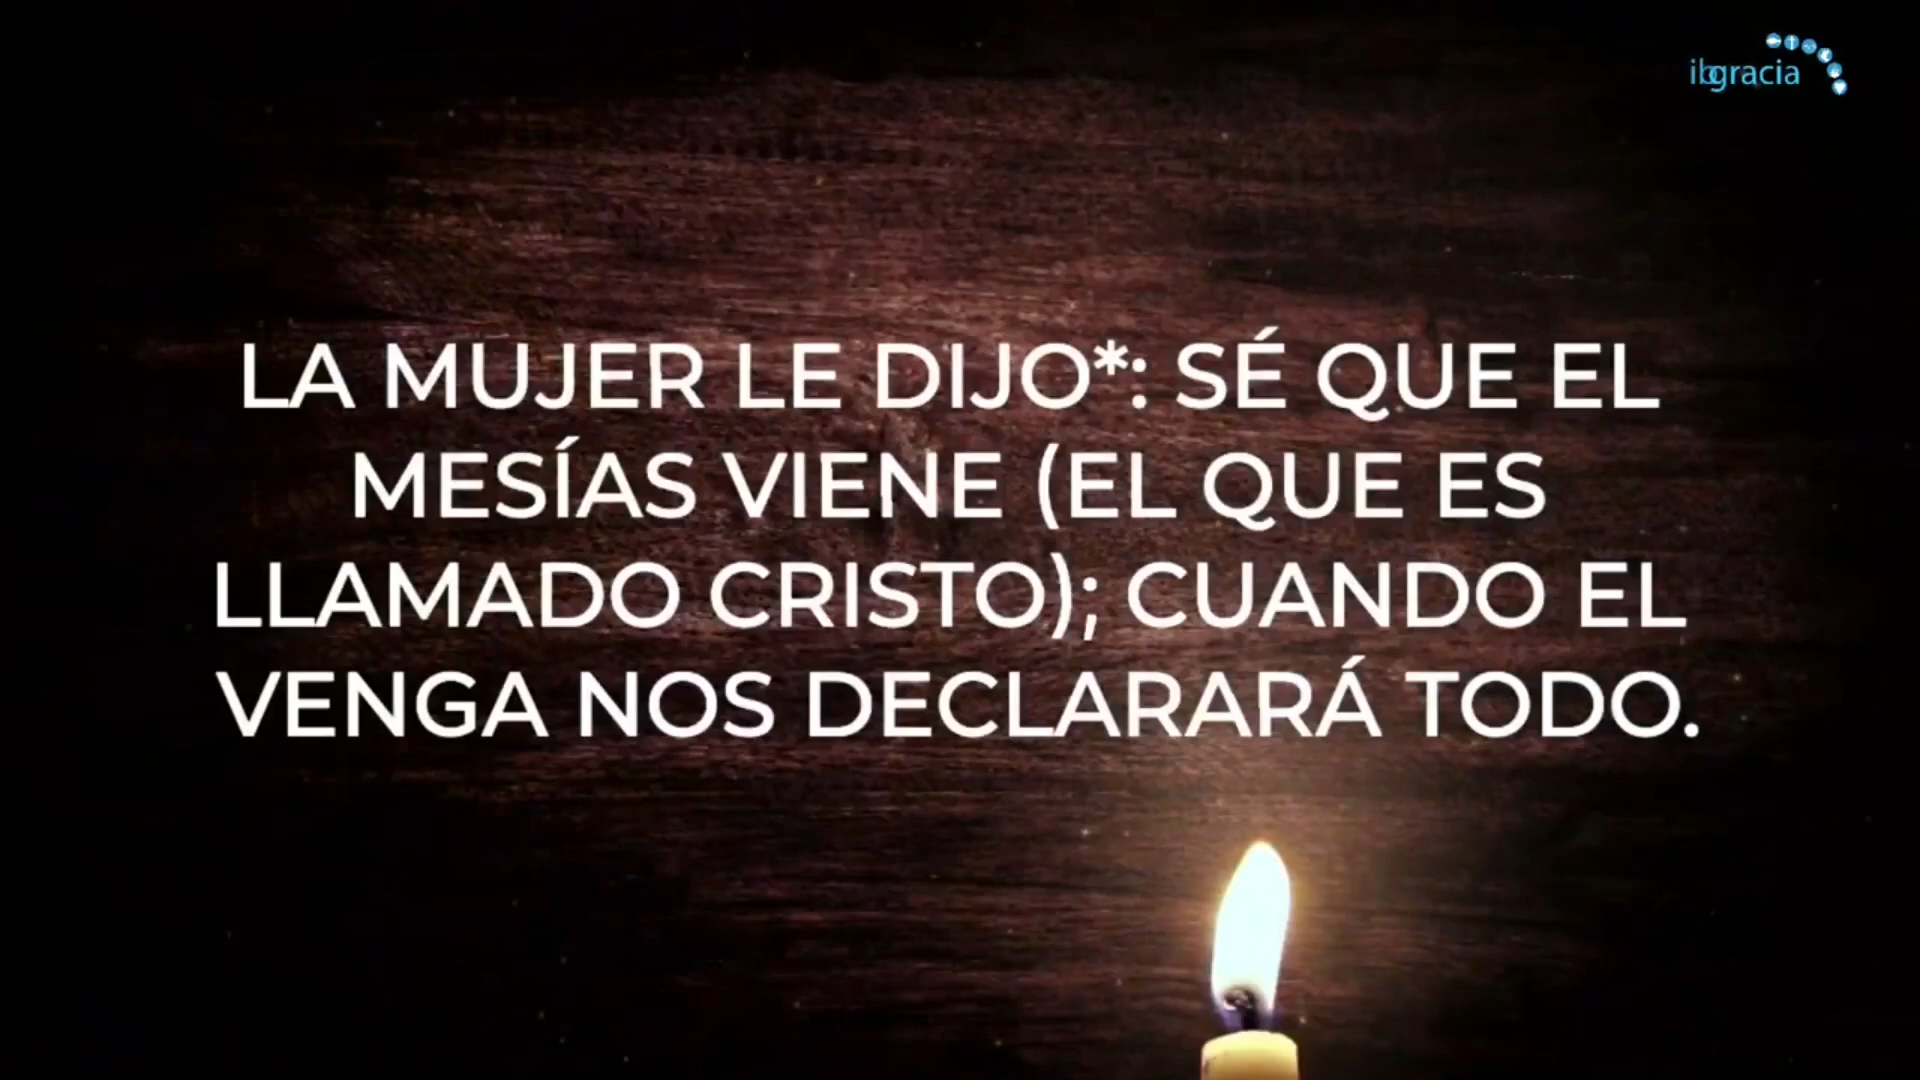 ibgracia
LA MUJER LE DIJO*: SÉ QUE EL
MESÍAS VIENE (EL QUE ES
LLAMADO CRISTO); CUANDO EL
VENGA NOS DECLARARÁ TODO.